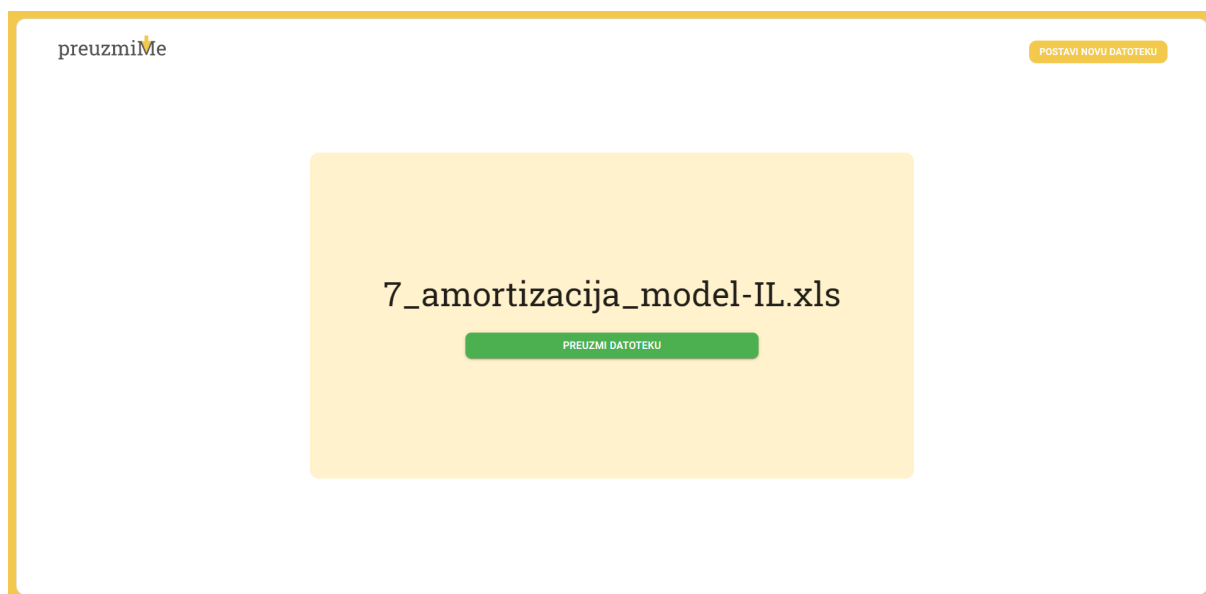 preuzmiMe
POSTAVI NOVU DATOTEKU
7_amortizacija_model-IL.xls
PREUZMI DATOTEKU